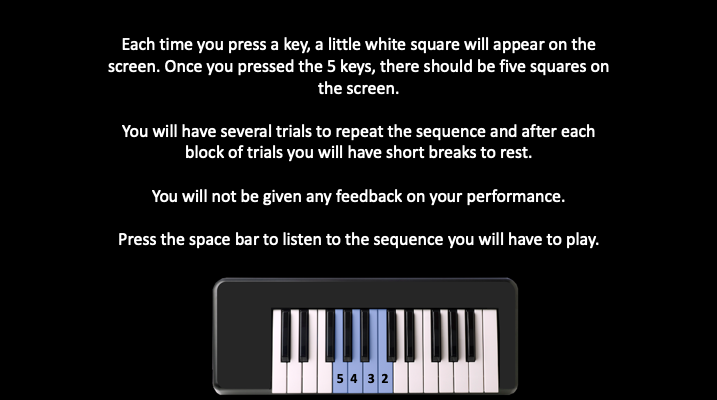 Each time you press a key, a little white square will appear on the
screen. Once you pressed the 5 keys, there should be five squares on
the screen.
You will have several trials to repeat the sequence and after each
block of trials you will have short breaks to rest.
You will not be given any feedback on your performance.
Press the space bar to listen to the sequence you will have to play.
5 4 3 2